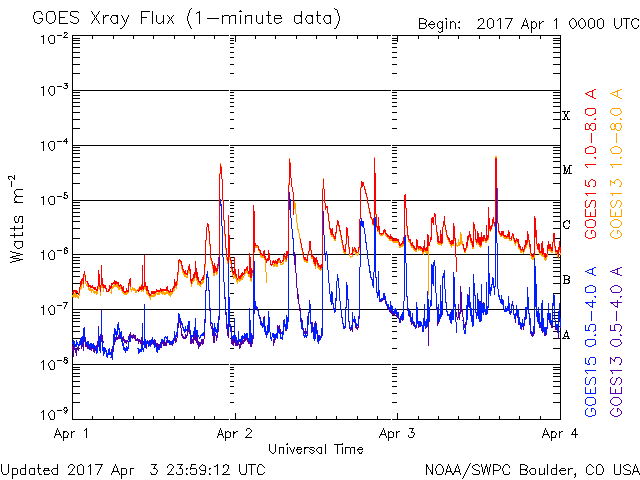 GOES Xray Flux (1-minute data)
Begin: 2017 Apr 1 0000 UTC
10⁻²
10⁻³
10⁻⁴
10⁻⁵
10⁻⁶
10⁻⁷
10⁻⁸
10⁻⁹
Watts m⁻²
X
M
C
B
A
GOES15 1.0-8.0 A
GOES13 1.0-8.0 A
GOES15 0.5-4.0 A
GOES13 0.5-4.0 A
Apr 1
Apr 2
Apr 3
Apr 4
Universal Time
Updated 2017 Apr 3 23:59:12 UTC
NOAA/SWPC Boulder, CO USA